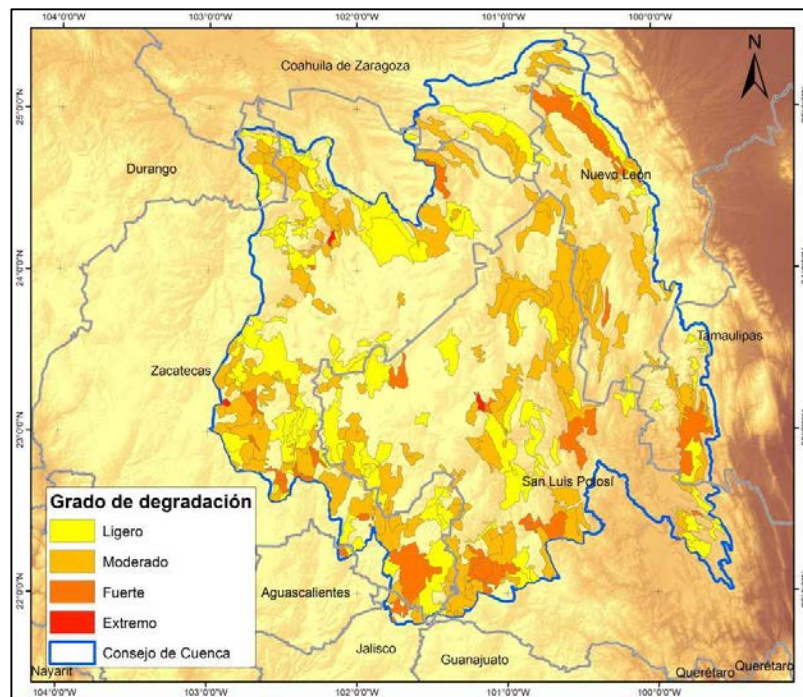 104°0'0"W 103°0'0"W 102°0'0"W 101°0'0"W 100°0'0"W
N
Coahuila de Zaragoza
25°0'0"N
Durango
Nuevo León
24°0'0"N
Tamaulipas
Zacatecas
23°0'0"N
San Luis Potosí
Grado de degradación
Ligero
Moderado
Fuerte
Extremo
Consejo de Cuenca
22°0'0"N
Aguascalientes
Jalisco
Guanajuato
Nayarit
Querétaro
Querétaro
104°0'0"W 103°0'0"W 102°0'0"W 101°0'0"W 100°0'0"W